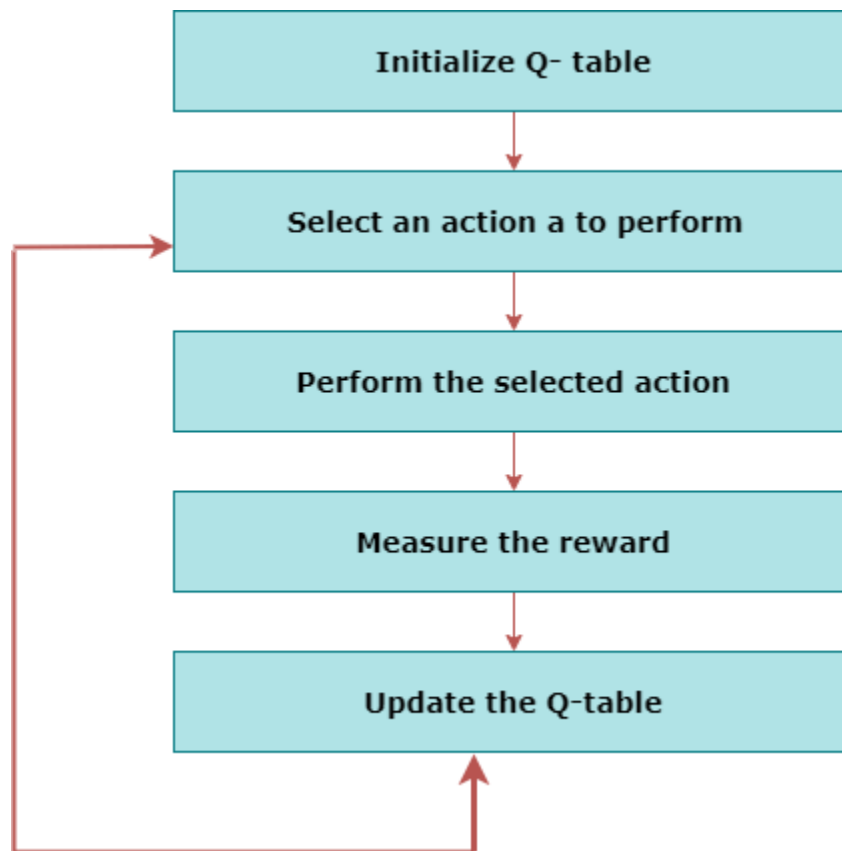 Initialize Q- table
Select an action a to perform
Perform the selected action
Measure the reward
Update the Q-table